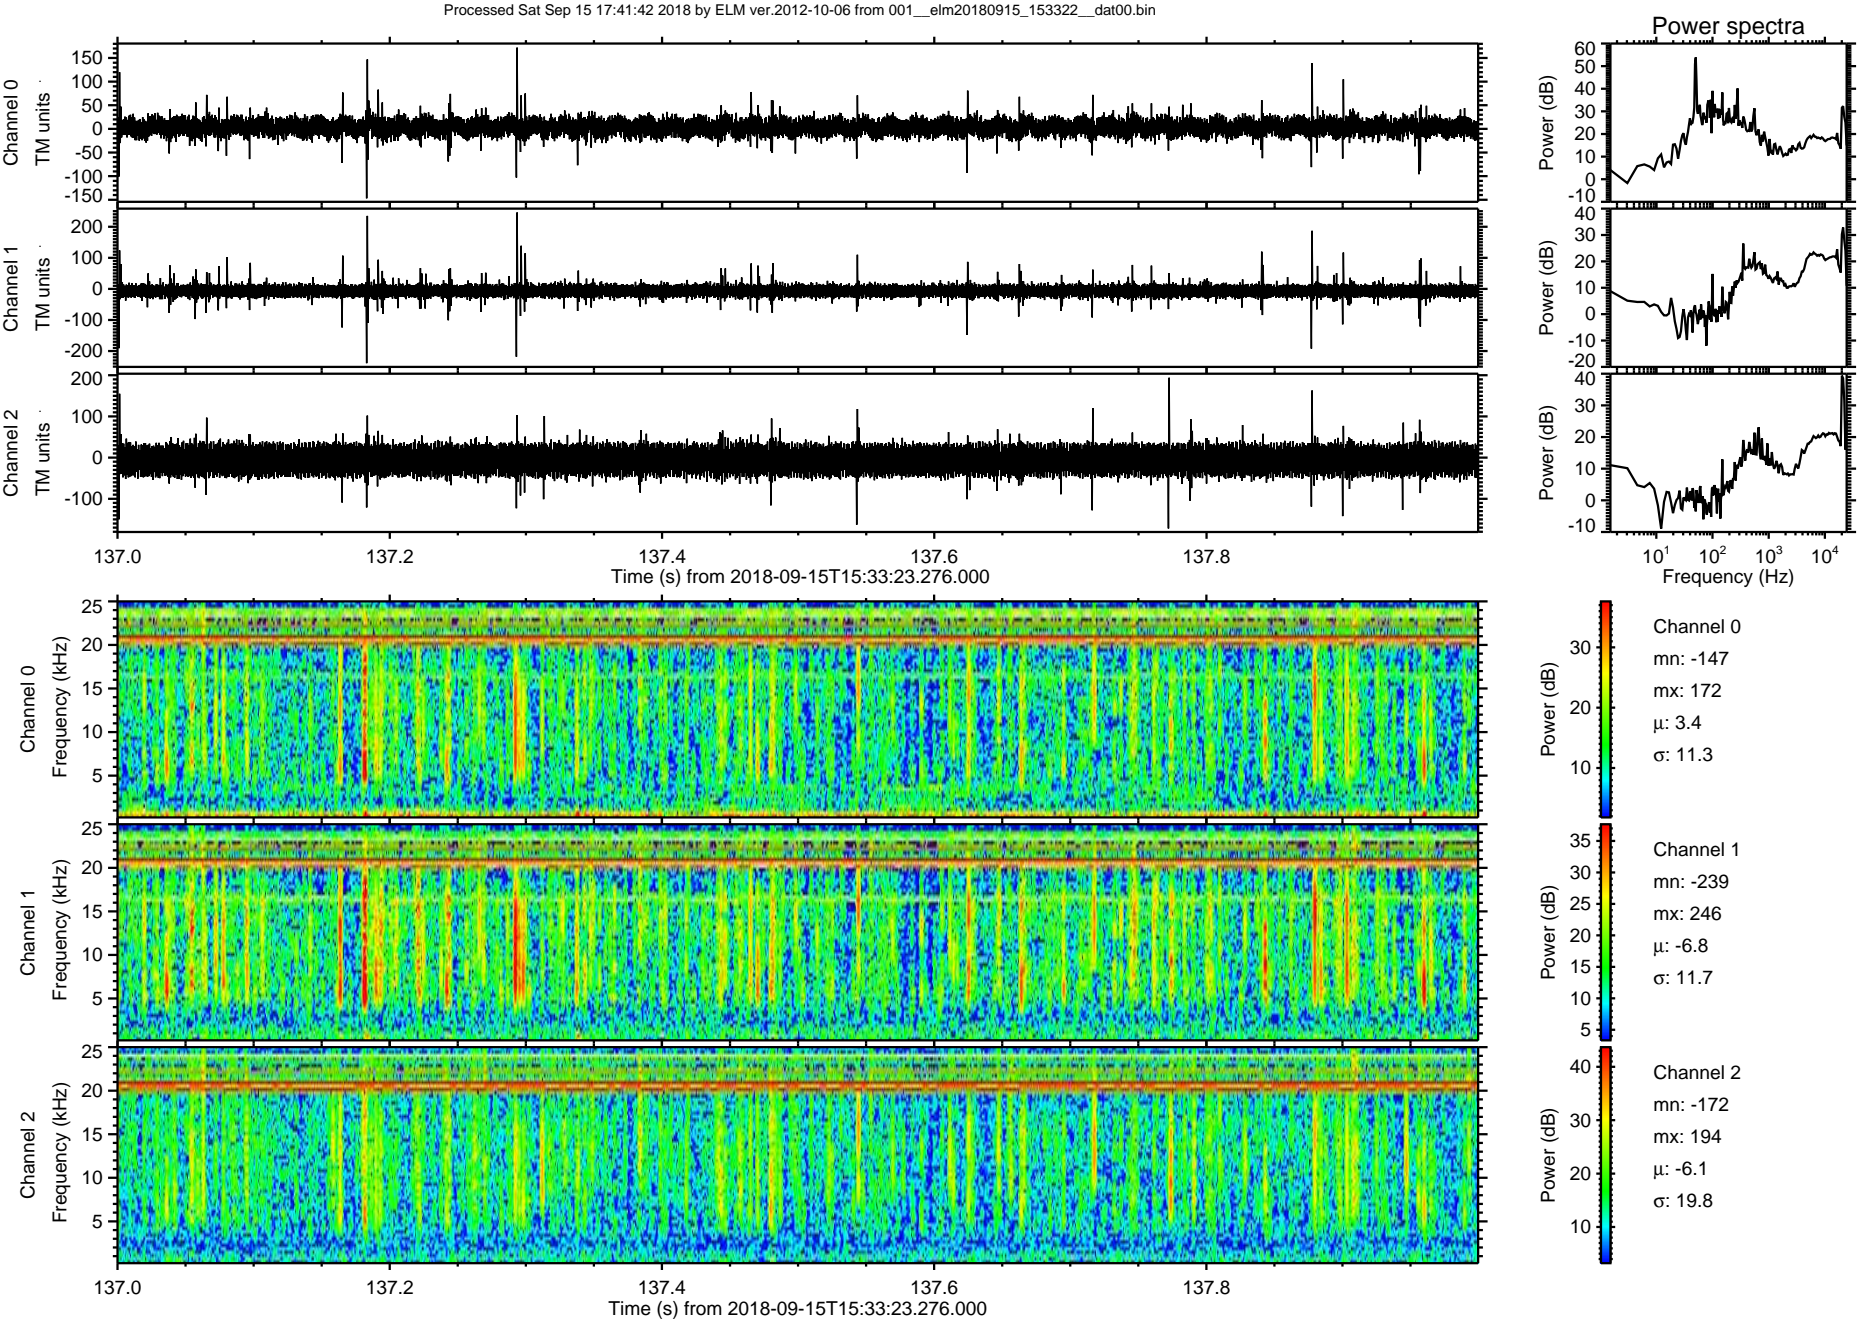 Processed Sat Sep 15 17:41:42 2018 by ELM ver.2012-10-06 from 001__elm20180915_153322__dat00.bin
Power spectra
Channel 0
TM units
150
100
50
0
-50
-100
-150
Power (dB)
60
50
40
30
20
10
0
-10
Channel 1
TM units
200
100
0
-100
-200
Power (dB)
40
30
20
10
0
-10
-20
Channel 2
TM units
200
100
0
-100
Power (dB)
40
30
20
10
0
-10
137.0 137.2 137.4 137.6 137.8
Time (s) from 2018-09-15T15:33:23.276.000
10¹ 10² 10³ 10⁴
Frequency (Hz)
Channel 0
Frequency (kHz)
25
20
15
10
5
Power (dB)
30
20
10
Channel 0
mn: -147
mx: 172
μ: 3.4
σ: 11.3
Channel 1
Frequency (kHz)
25
20
15
10
5
Power (dB)
35
30
25
20
15
10
5
Channel 1
mn: -239
mx: 246
μ: -6.8
σ: 11.7
Channel 2
Frequency (kHz)
25
20
15
10
5
Power (dB)
40
30
20
10
Channel 2
mn: -172
mx: 194
μ: -6.1
σ: 19.8
137.0 137.2 137.4 137.6 137.8
Time (s) from 2018-09-15T15:33:23.276.000